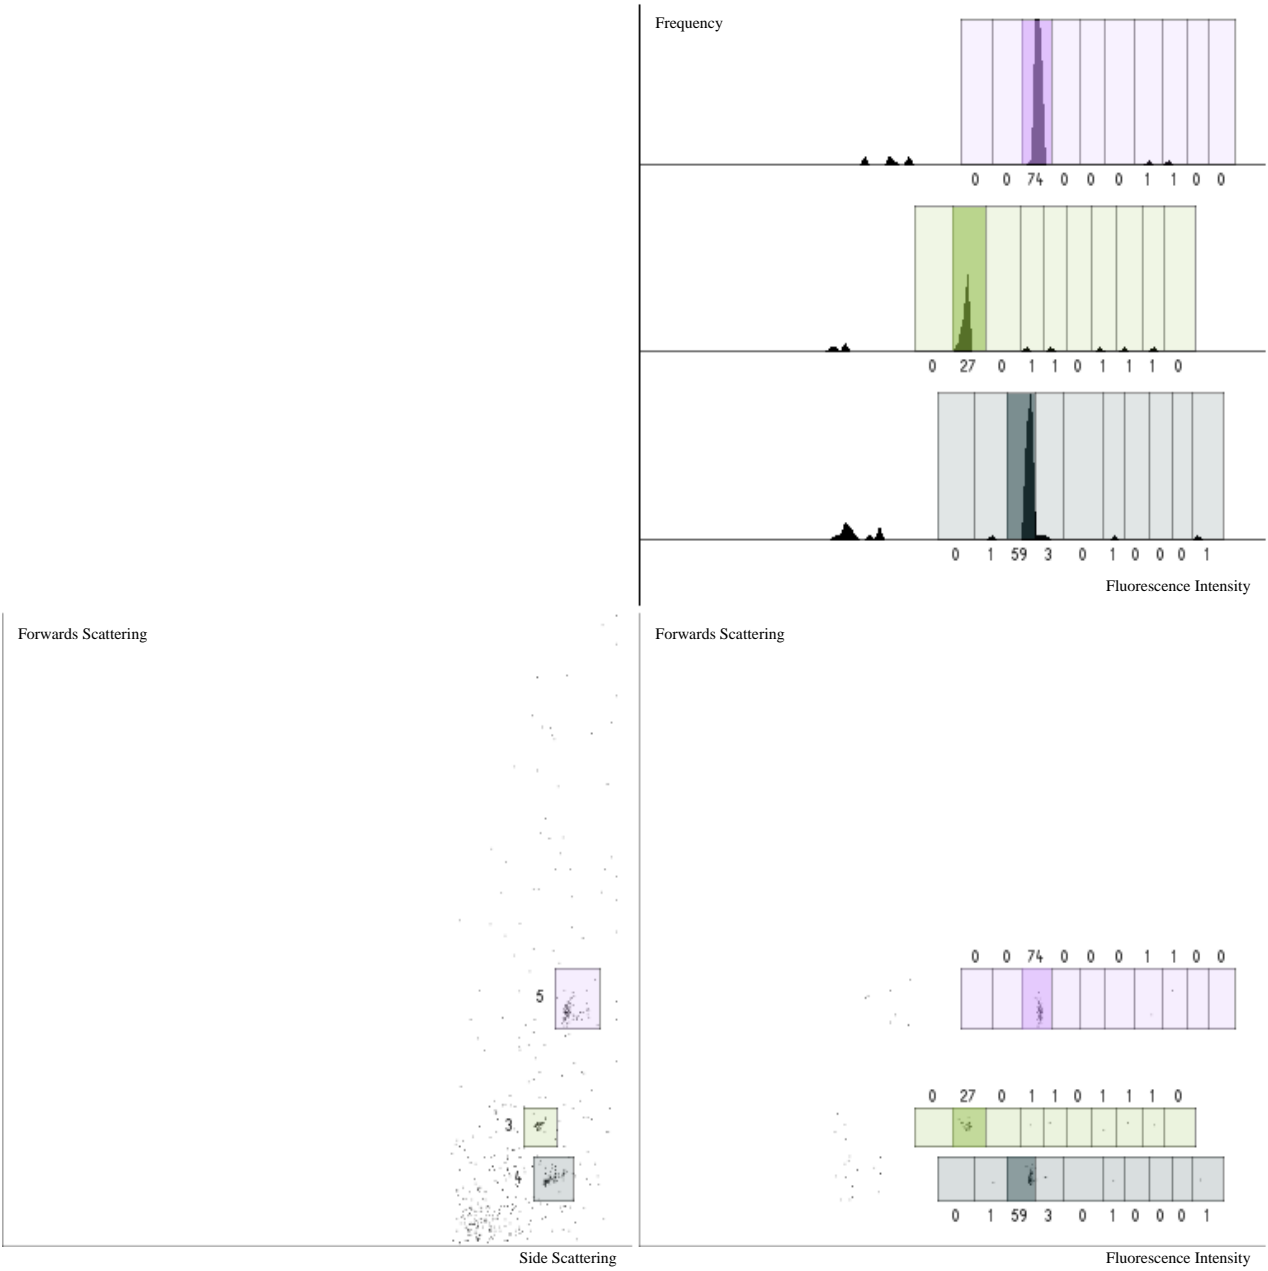 Frequency
0 0 74 0 0 0 1 1 0 0
0 27 0 1 1 0 1 1 1 0
0 1 59 3 0 1 0 0 0 1
Fluorescence Intensity
Forwards Scattering
5
3
4
Side Scattering
Forwards Scattering
0 0 74 0 0 0 1 1 0 0
0 27 0 1 1 0 1 1 1 0
0 1 59 3 0 1 0 0 0 1
Fluorescence Intensity